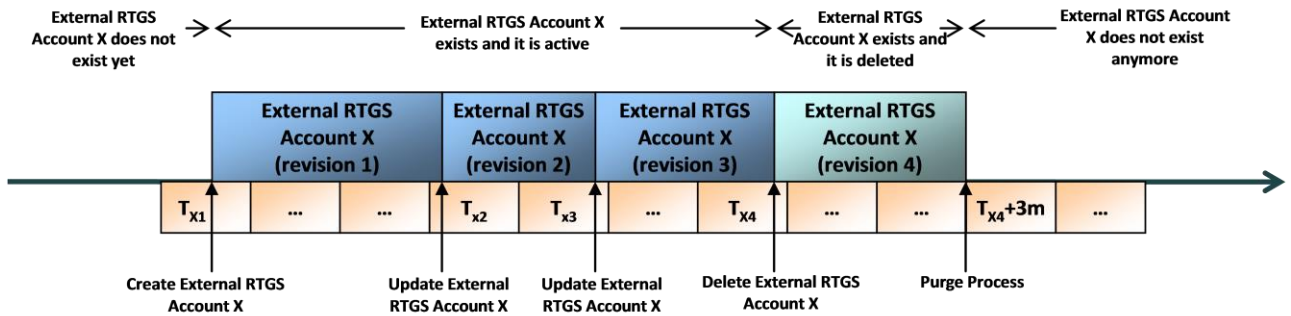 External RTGS
Account X does not
exist yet
External RTGS Account X
exists and it is active
External RTGS
Account X exists and
it is deleted
External RTGS Account
X does not exist
anymore
External RTGS
Account X
(revision 1)
External RTGS
Account X
(revision 2)
External RTGS
Account X
(revision 3)
External RTGS
Account X
(revision 4)
TX1
...
...
Tx2
Tx3
...
TX4
...
...
TX4+3m
...
Create External RTGS
Account X
Update External
RTGS Account X
Update External
RTGS Account X
Delete External RTGS
Account X
Purge Process